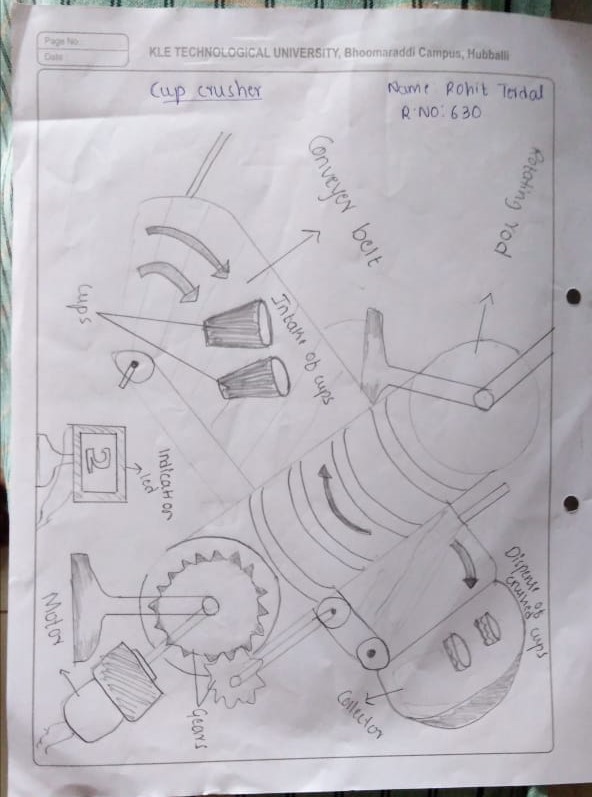 Page No:
Date:
KLE TECHNOLOGICAL UNIVERSITY, Bhoomaraddi Campus, Hubballi
Cup crusher
Name Rohit Terdal
R.NO: 630
Rotating rod
Conveyer belt
Intake of cups
cups
Indication
led
2
Dispense of
crushed cups
Collector
Motor
Gears